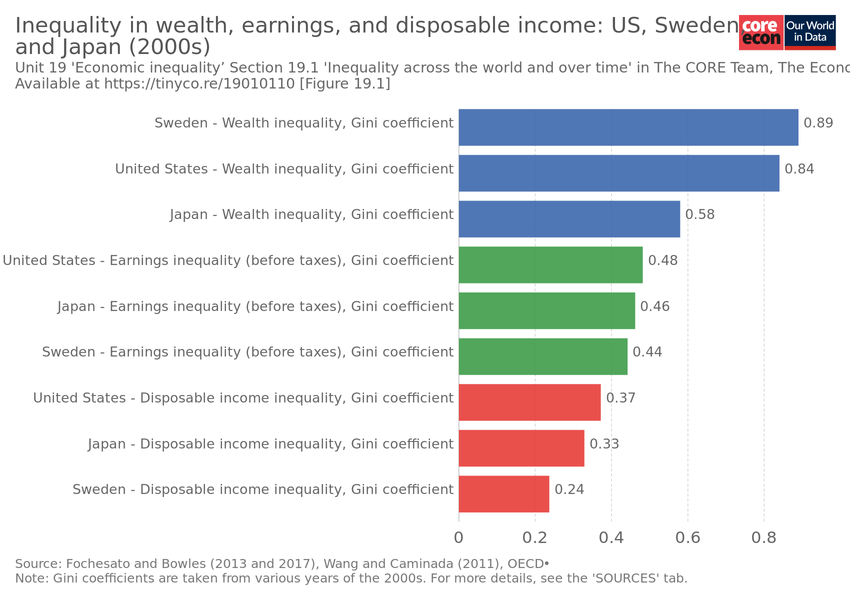 Inequality in wealth, earnings, and disposable income: US, Sweden
and Japan (2000s)
core
econ
Our World
in Data
Unit 19 'Economic inequality’ Section 19.1 'Inequality across the world and over time' in The CORE Team, The
Available at https://tinyco.re/19010110 [Figure 19.1]
Sweden - Wealth inequality, Gini coefficient 0.89
United States - Wealth inequality, Gini coefficient 0.84
Japan - Wealth inequality, Gini coefficient 0.58
United States - Earnings inequality (before taxes), Gini coefficient 0.48
Japan - Earnings inequality (before taxes), Gini coefficient 0.46
Sweden - Earnings inequality (before taxes), Gini coefficient 0.44
United States - Disposable income inequality, Gini coefficient 0.37
Japan - Disposable income inequality, Gini coefficient 0.33
Sweden - Disposable income inequality, Gini coefficient 0.24
0 0.2 0.4 0.6 0.8
Source: Fochesato and Bowles (2013 and 2017), Wang and Caminada (2011), OECD•
Note: Gini coefficients are taken from various years of the 2000s. For more details, see the 'SOURCES' tab.